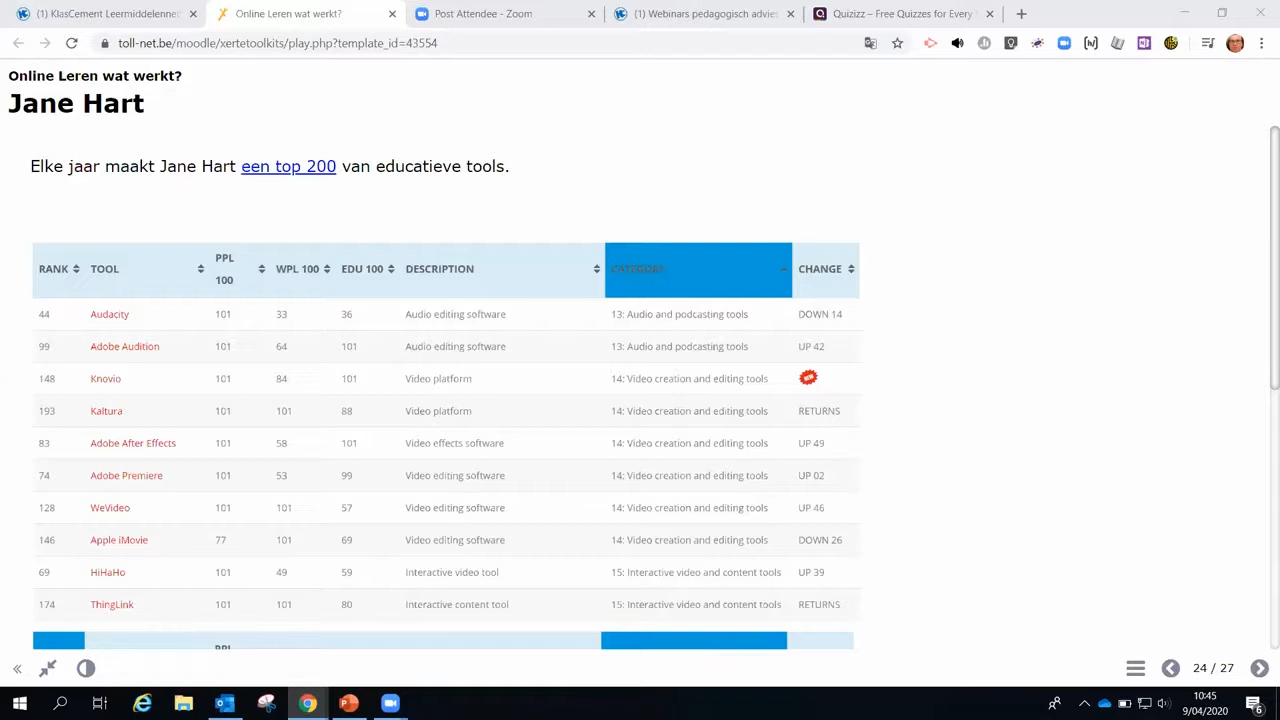 (1) KlasCement Leermiddelennet
Online Leren wat werkt?
Post Attendee - Zoom
(1) Webinars pedagogisch advies
Quizizz – Free Quizzes for Every
toll-net.be/moodle/xertetoolkits/play.php?template_id=43554
Online Leren wat werkt?
Jane Hart
Elke jaar maakt Jane Hart een top 200 van educatieve tools.
RANK TOOL PPL 100 WPL 100 EDU 100 DESCRIPTION CATEGORY CHANGE
44 Audacity 101 33 36 Audio editing software 13: Audio and podcasting tools DOWN 14
99 Adobe Audition 101 64 101 Audio editing software 13: Audio and podcasting tools UP 42
148 Knovio 101 84 101 Video platform 14: Video creation and editing tools NEW
193 Kaltura 101 101 88 Video platform 14: Video creation and editing tools RETURNS
83 Adobe After Effects 101 58 101 Video effects software 14: Video creation and editing tools UP 49
74 Adobe Premiere 101 53 99 Video editing software 14: Video creation and editing tools UP 02
128 WeVideo 101 101 57 Video editing software 14: Video creation and editing tools UP 46
146 Apple iMovie 77 101 69 Video editing software 14: Video creation and editing tools DOWN 26
69 HiHaHo 101 49 59 Interactive video tool 15: Interactive video and content tools UP 39
174 ThingLink 101 101 80 Interactive content tool 15: Interactive video and content tools RETURNS
PPL
24 / 27
10:45
9/04/2020
6